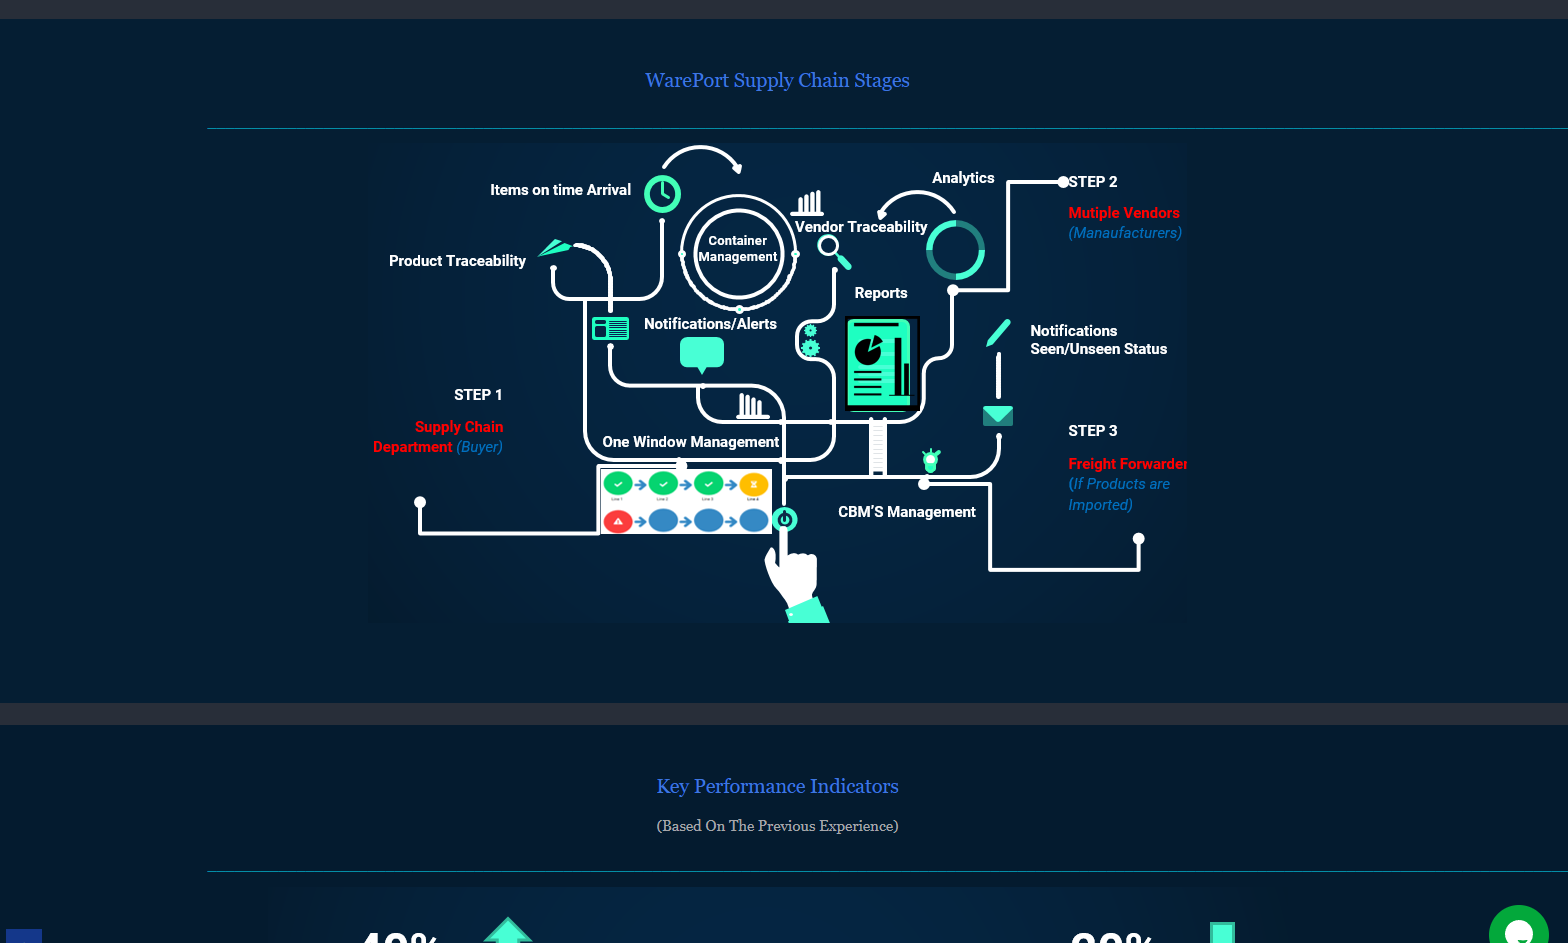 WarePort Supply Chain Stages
Items on time Arrival
Analytics
STEP 2
Mutiple Vendors
(Manaufacturers)
Vendor Traceability
Container
Management
Product Traceability
Reports
Notifications/Alerts
Notifications
Seen/Unseen Status
STEP 1
Supply Chain
Department (Buyer)
One Window Management
STEP 3
Freight Forwarder
(If Products are
Imported)
CBM'S Management
Key Performance Indicators
(Based On The Previous Experience)